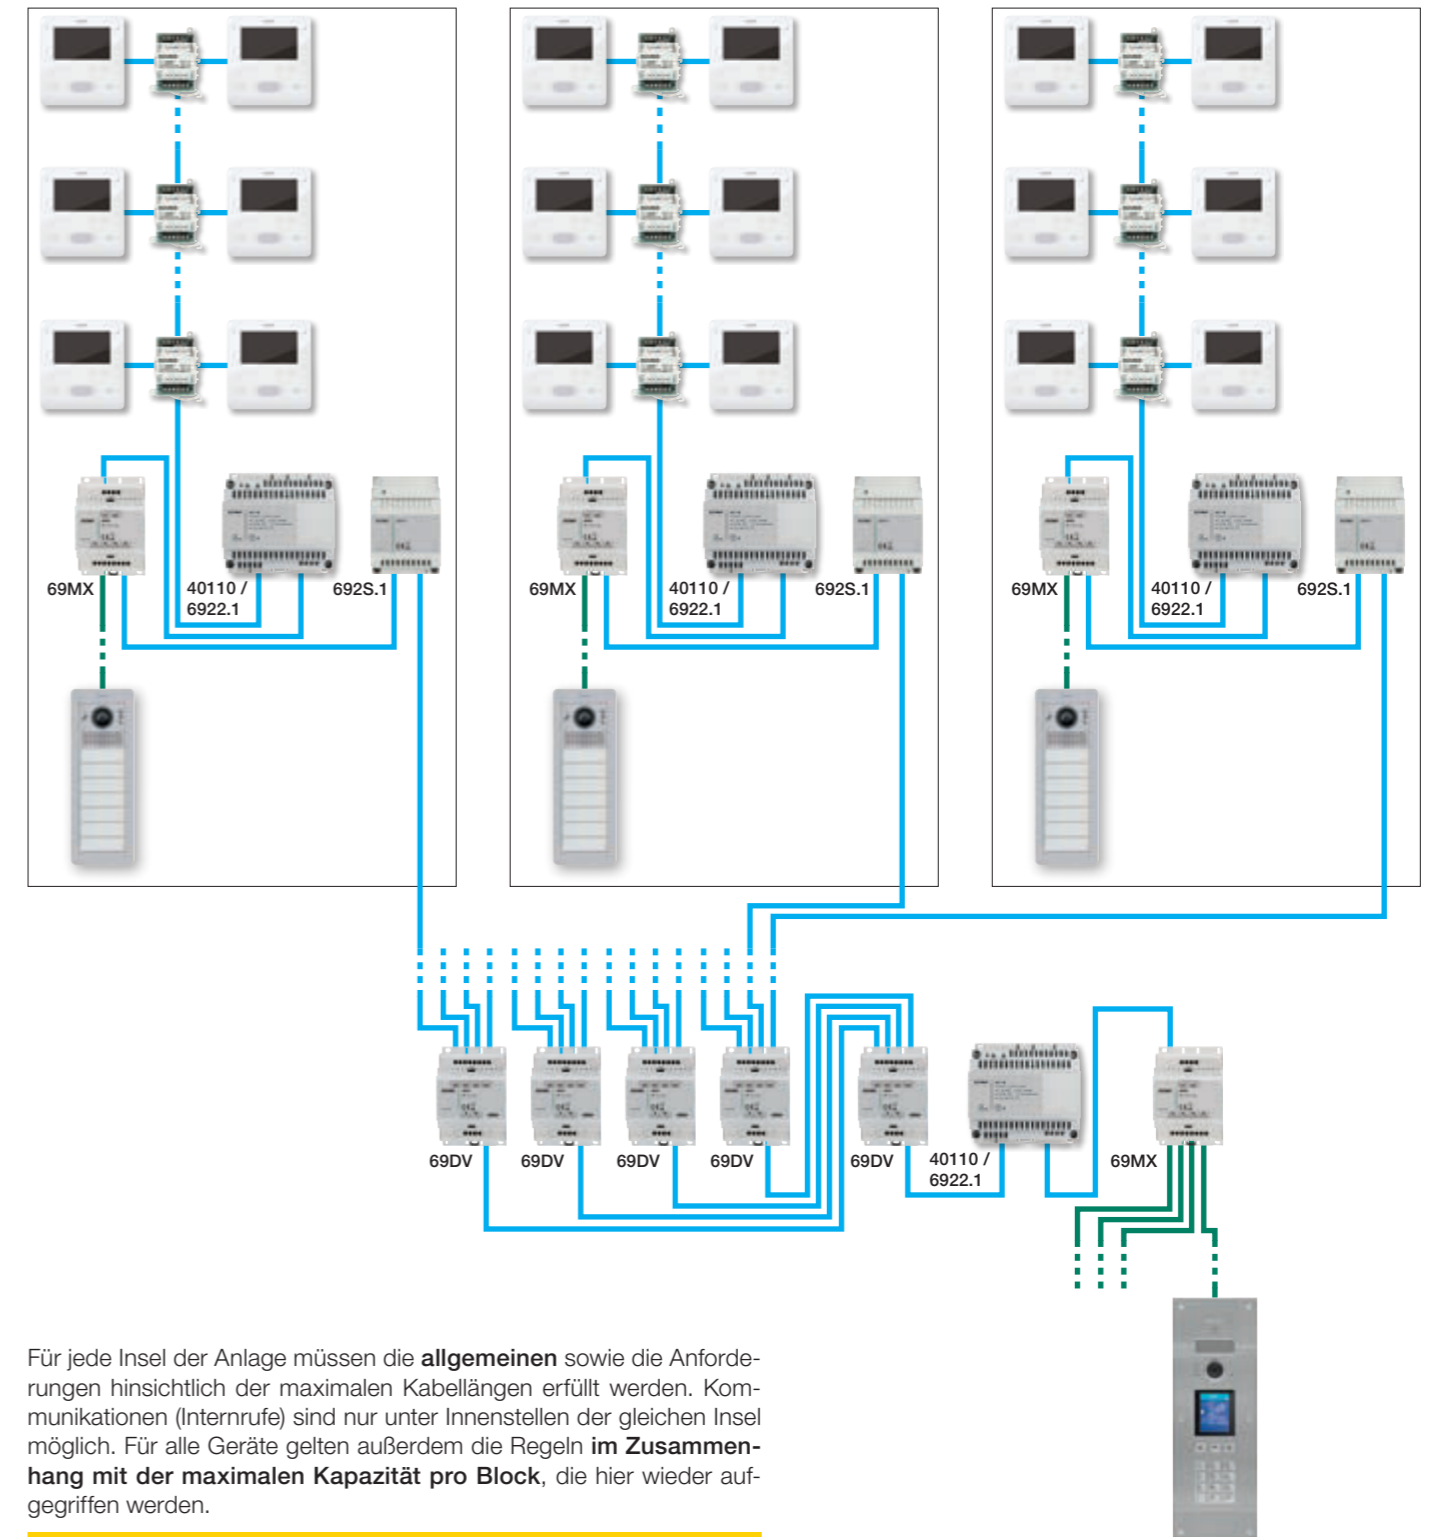 69MX
40110 /
6922.1
692S.1
69MX
40110 /
6922.1
692S.1
69MX
40110 /
6922.1
692S.1
69DV
69DV
69DV
69DV
69DV
40110 /
6922.1
69MX
Für jede Insel der Anlage müssen die allgemeinen sowie die Anforde-
rungen hinsichtlich der maximalen Kabellängen erfüllt werden. Kom-
munikationen (Internrufe) sind nur unter Innenstellen der gleichen Insel
möglich. Für alle Geräte gelten außerdem die Regeln im Zusammen-
hang mit der maximalen Kapazität pro Block, die hier wieder auf-
gegriffen werden.